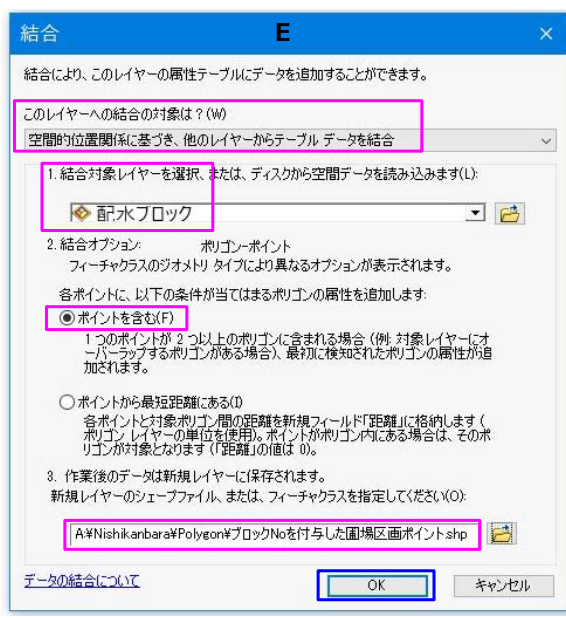 結合
E
結合により、このレイヤーの属性テーブルにデータを追加することができます。
このレイヤーへの結合の対象は?(W)
空間的位置関係に基づき、他のレイヤーからテーブル データを結合
1. 結合対象レイヤーを選択、または、ディスクから空間データを読み込みます(L):
配水ブロック
2. 結合オプション: ポリゴン-ポイント
フィーチャクラスのジオメトリ タイプにより異なるオプションが表示されます。
各ポイントに、以下の条件が当てはまるポリゴンの属性を追加します:
ポイントを含む(F)
1 つのポイントが 2 つ以上のポリゴンに含まれる場合 (例: 対象レイヤーにオ
ーバーラップするポリゴンがある場合)、最初に検知されたポリゴンの属性が追
加されます。
ポイントから最短距離にある(I)
各ポイントと対象ポリゴン間の距離を新規フィールド「距離」に格納します (
ポリゴン レイヤーの単位を使用)。ポイントがポリゴン内にある場合は、そのポ
リゴンが対象となります (「距離」の値は 0)。
3. 作業後のデータは新規レイヤーに保存されます。
新規レイヤーのシェープファイル、または、フィーチャクラスを指定してください(O):
A:¥Nishikanbara¥Polygon¥ブロックNoを付与した圃場区画ポイント.shp
データの結合について
OK
キャンセル